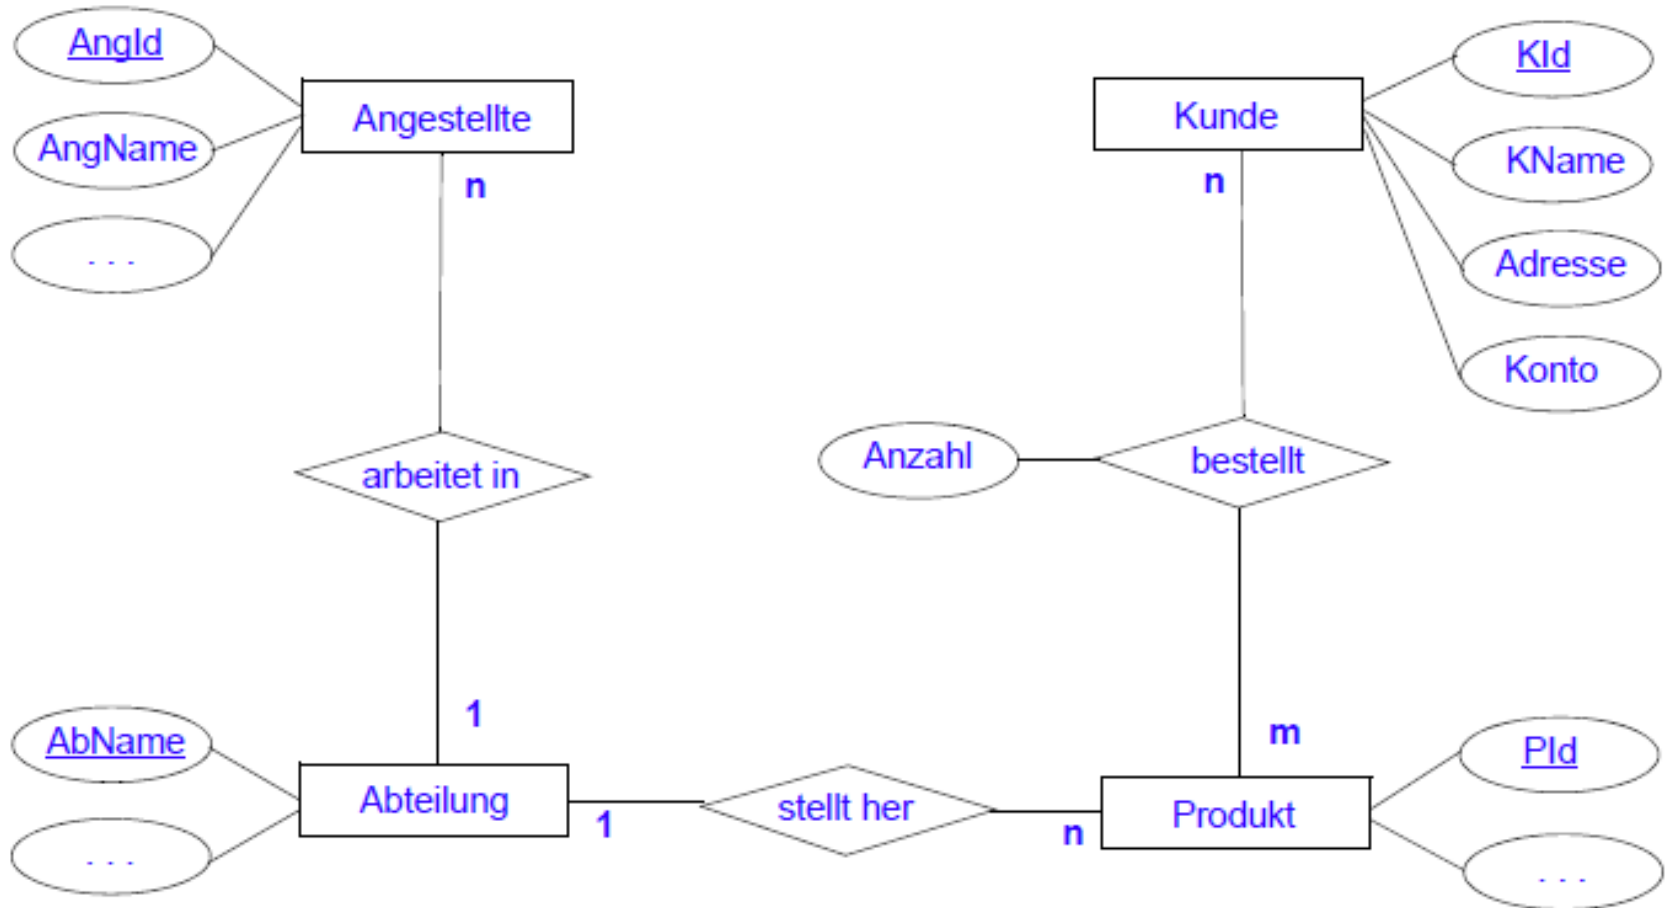 AngId
AngName
. . .
Angestellte
n
Kunde
n
KId
KName
Adresse
Konto
arbeitet in
Anzahl
bestellt
1
m
AbName
. . .
Abteilung
1
stellt her
n
Produkt
PId
. . .